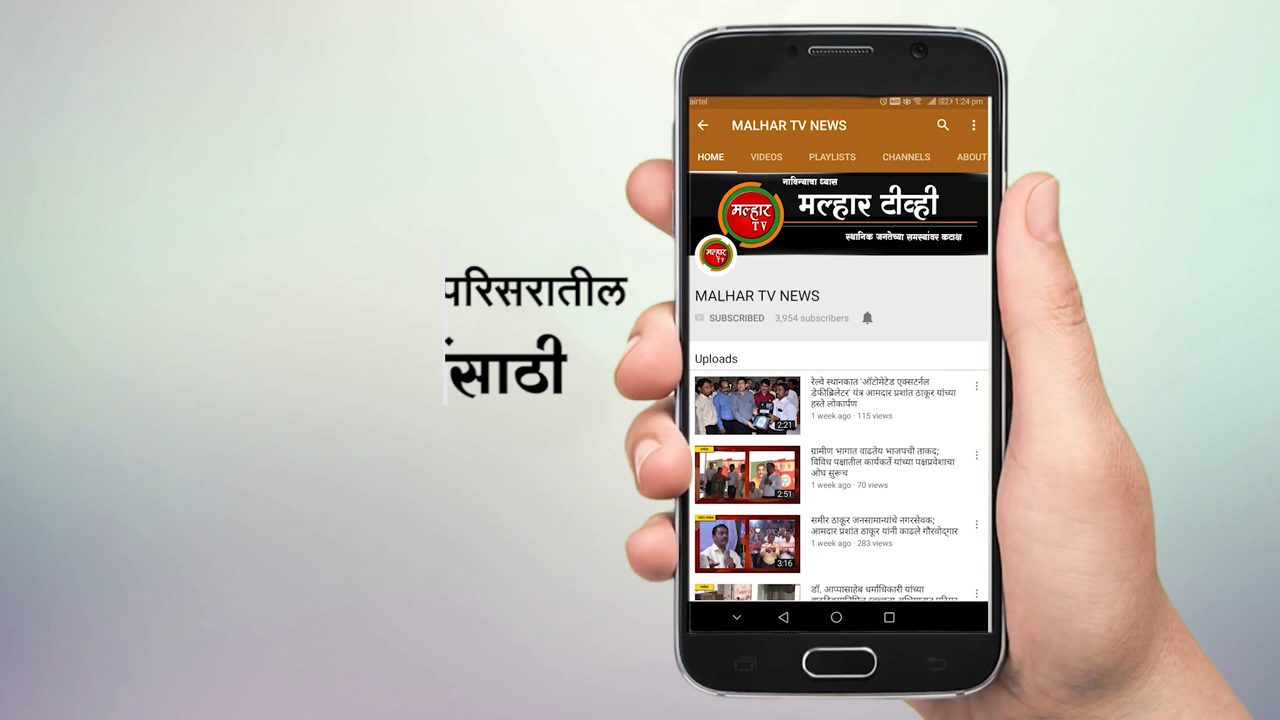 परिसरातील
ंसाठी
airtel
1:24 pm
MALHAR TV NEWS
HOME VIDEOS PLAYLISTS CHANNELS ABOUT
नाविन्याचा ध्यास
मल्हार टीव्ही
स्थानिक जनतेच्या समस्यांवर कटाक्ष
मल्हार
TV
मल्हार
TV
MALHAR TV NEWS
SUBSCRIBED 3,954 subscribers
Uploads
रेल्वे स्थानकात 'ऑटोमेटेड एक्सटर्नल
डेफीब्रिलेटर' यंत्र आमदार प्रशांत ठाकूर यांच्या
हस्ते लोकार्पण
1 week ago · 115 views
2:21
ग्रामीण भागात वाढतेय भाजपची ताकद;
विविध पक्षातील कार्यकर्ते यांच्या पक्षप्रवेशाचा
ओघ सुरूच
1 week ago · 70 views
2:51
समीर ठाकूर जनसामान्यांचे नगरसेवक;
आमदार प्रशांत ठाकूर यांनी काढले गौरवोद्गार
1 week ago · 283 views
3:16
डॉ. आप्पासाहेब धर्माधिकारी यांच्या